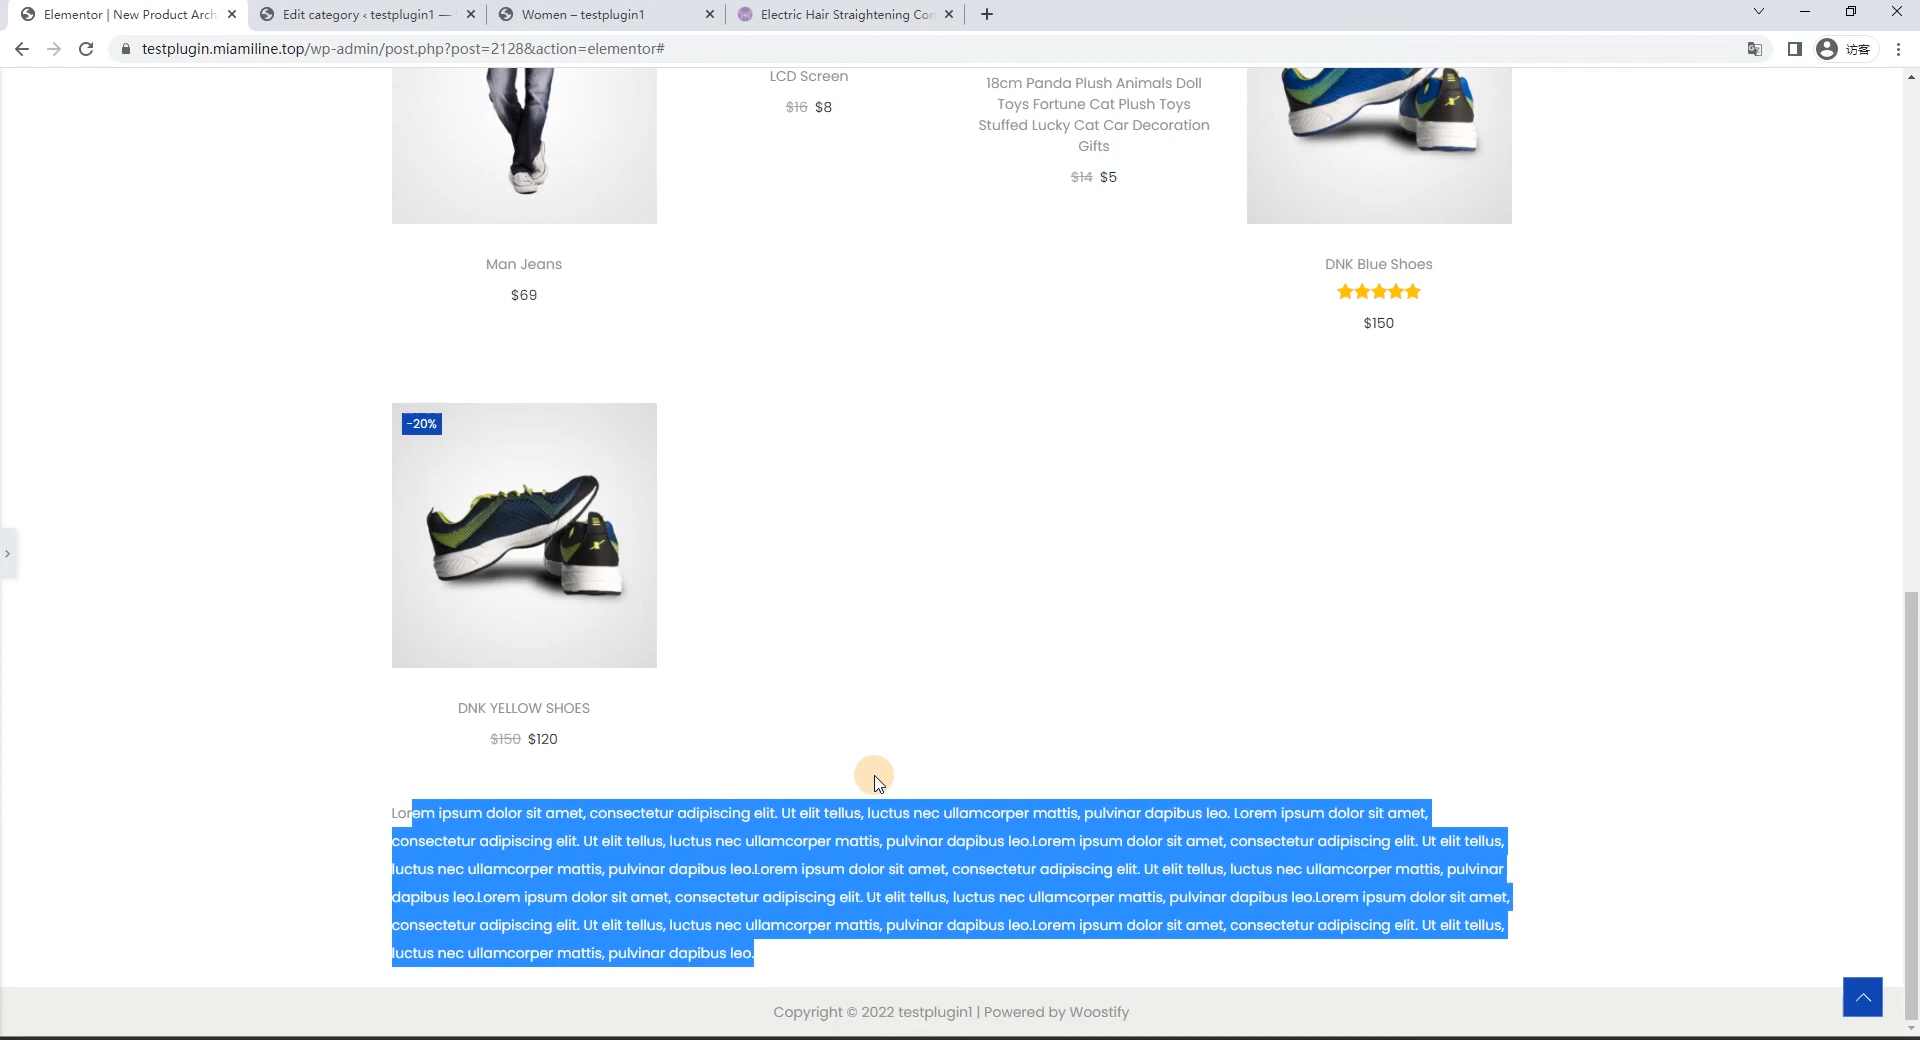 Elementor | New Product Arch
Edit category ‹ testplugin1 —
Women – testplugin1
Electric Hair Straightening Con
testplugin.miamiline.top/wp-admin/post.php?post=2128&action=elementor#
访客
LCD Screen
$16 $8
18cm Panda Plush Animals Doll
Toys Fortune Cat Plush Toys
Stuffed Lucky Cat Car Decoration
Gifts
$14 $5
Man Jeans
$69
DNK Blue Shoes
$150
-20%
DNK YELLOW SHOES
$150 $120
Lorem ipsum dolor sit amet, consectetur adipiscing elit. Ut elit tellus, luctus nec ullamcorper mattis, pulvinar dapibus leo. Lorem ipsum dolor sit amet,
consectetur adipiscing elit. Ut elit tellus, luctus nec ullamcorper mattis, pulvinar dapibus leo.Lorem ipsum dolor sit amet, consectetur adipiscing elit. Ut elit tellus,
luctus nec ullamcorper mattis, pulvinar dapibus leo.Lorem ipsum dolor sit amet, consectetur adipiscing elit. Ut elit tellus, luctus nec ullamcorper mattis, pulvinar
dapibus leo.Lorem ipsum dolor sit amet, consectetur adipiscing elit. Ut elit tellus, luctus nec ullamcorper mattis, pulvinar dapibus leo.Lorem ipsum dolor sit amet,
consectetur adipiscing elit. Ut elit tellus, luctus nec ullamcorper mattis, pulvinar dapibus leo.Lorem ipsum dolor sit amet, consectetur adipiscing elit. Ut elit tellus,
luctus nec ullamcorper mattis, pulvinar dapibus leo.
Copyright © 2022 testplugin1 | Powered by Woostify